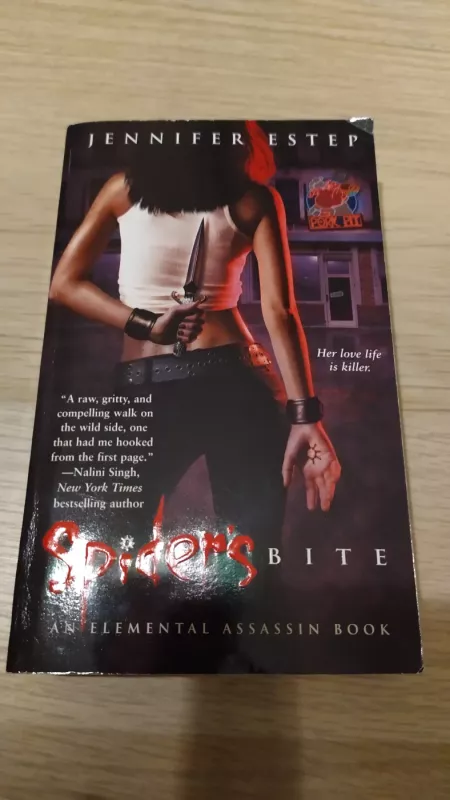 JENNIFER ESTEP
PORK PIT
Her love life
is killer.
"A raw, gritty, and
compelling walk on
the wild side, one
that had me hooked
from the first page."
—Nalini Singh,
New York Times
bestselling author
Spider's BITE
AN ELEMENTAL ASSASSIN BOOK